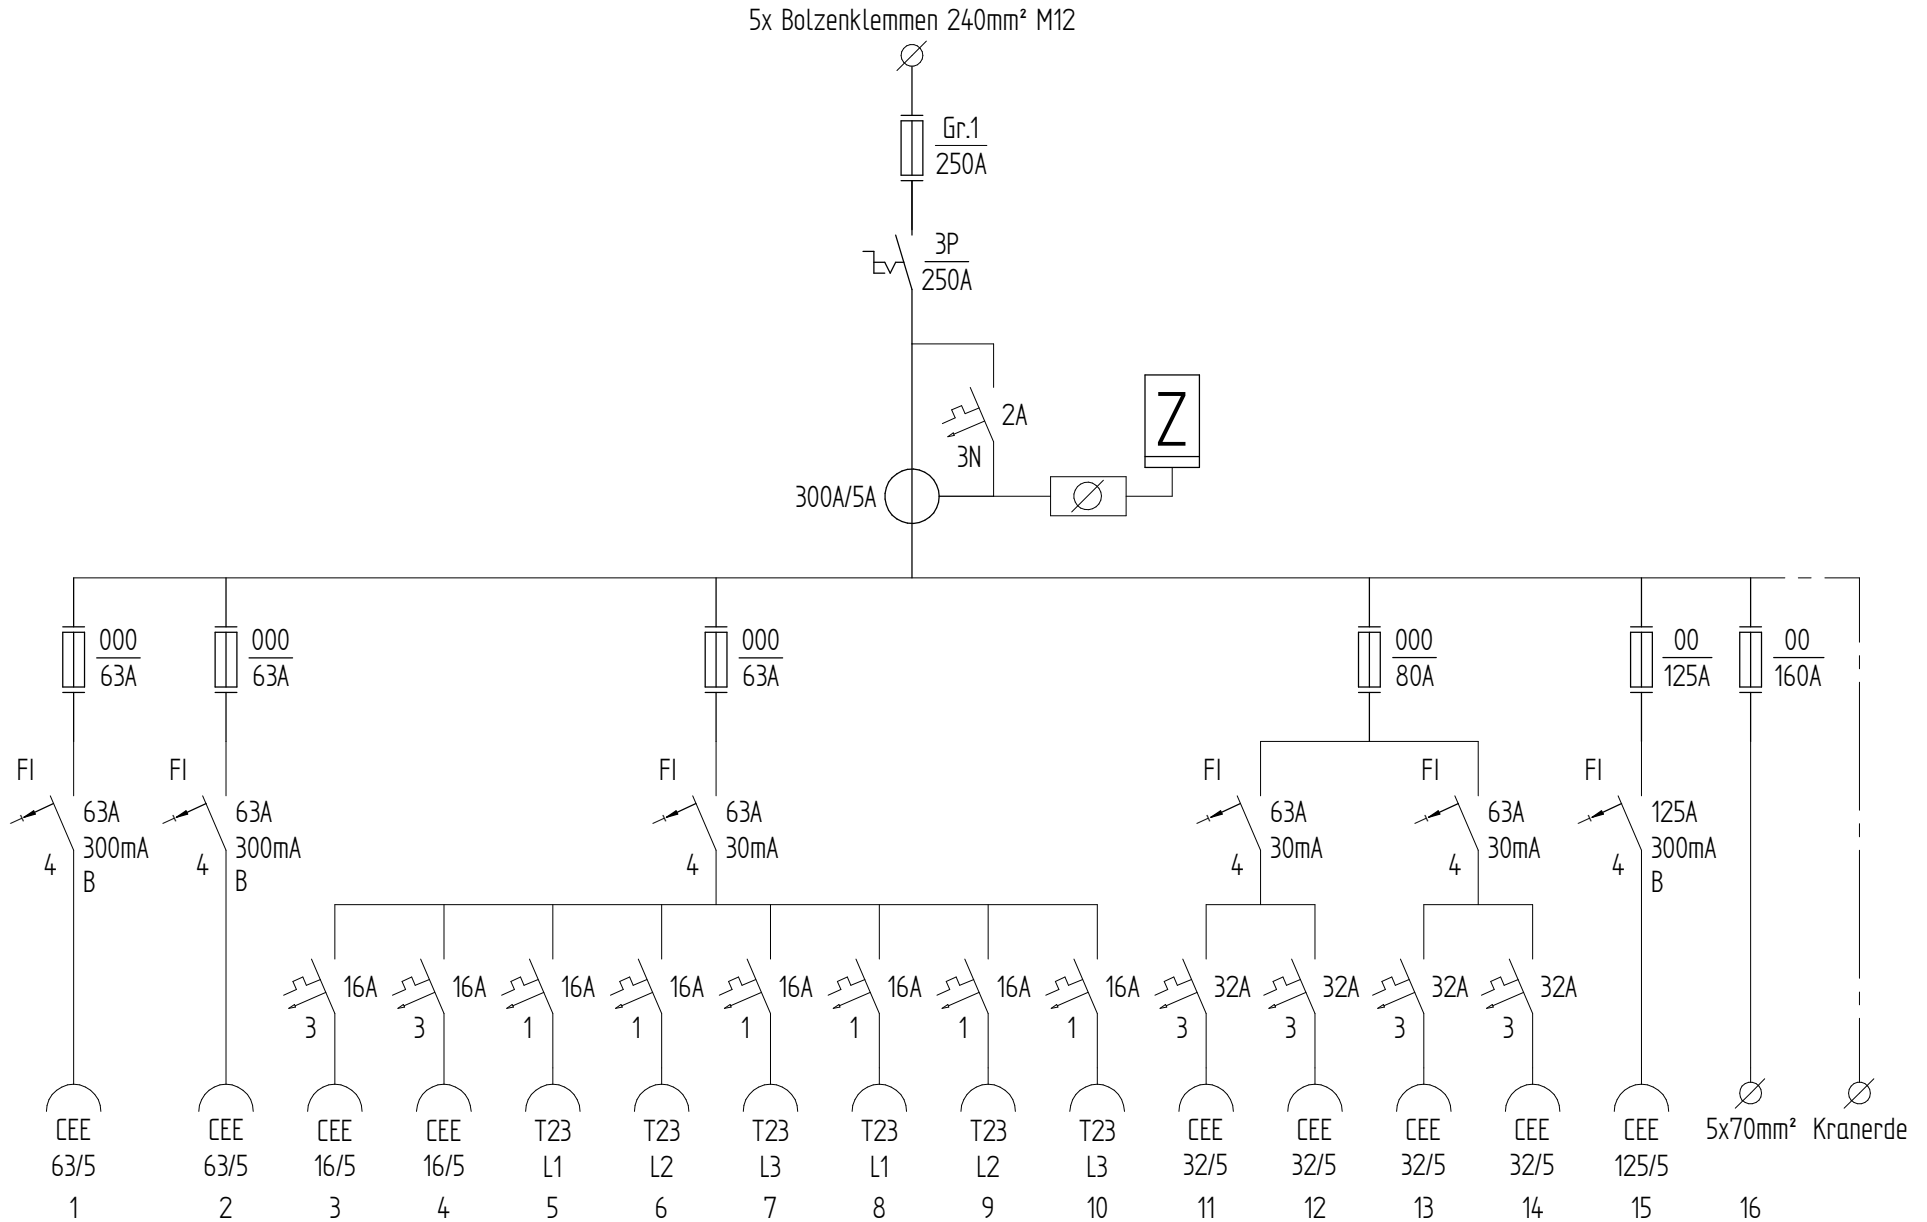 5x Bolzenklemmen 240mm² M12
Gr.1
250A
3P
250A
2A
3N
Z
300A/5A
000
63A
000
63A
000
63A
000
80A
00
125A
00
160A
FI
63A
300mA
4
B
FI
63A
300mA
4
B
FI
63A
30mA
4
FI
63A
30mA
4
FI
63A
30mA
4
FI
125A
300mA
4
B
16A
3
16A
3
16A
1
16A
1
16A
1
16A
1
16A
1
16A
1
32A
3
32A
3
32A
3
32A
3
CEE CEE CEE CEE T23 T23 T23 T23 T23 T23 CEE CEE CEE CEE CEE 5x70mm² Kranerde
63/5 63/5 16/5 16/5 L1 L2 L3 L1 L2 L3 32/5 32/5 32/5 32/5 125/5
1 2 3 4 5 6 7 8 9 10 11 12 13 14 15 16